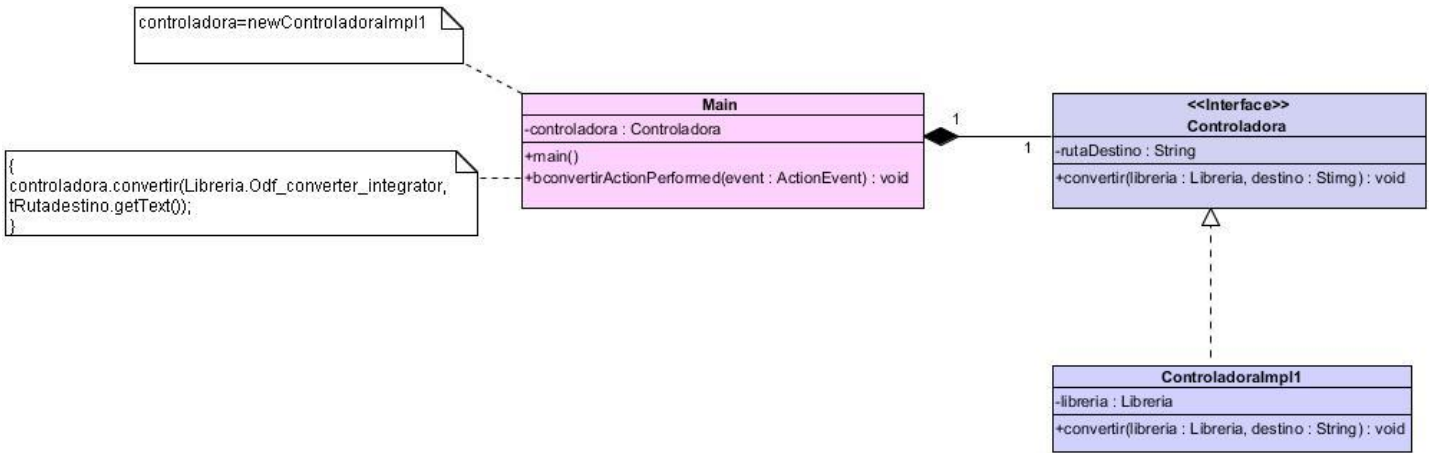 controladora=newControladoraImpl1
Main
-controladora : Controladora
+main()
+bconvertirActionPerformed(event : ActionEvent) : void
{
controladora.convertir(Libreria.Odf_converter_integrator,
tRutadestino.getText());
}
1
1
<<Interface>>
Controladora
-rutaDestino : String
+convertir(libreria : Libreria, destino : Stirng) : void
ControladoraImpl1
-libreria : Libreria
+convertir(libreria : Libreria, destino : String) : void